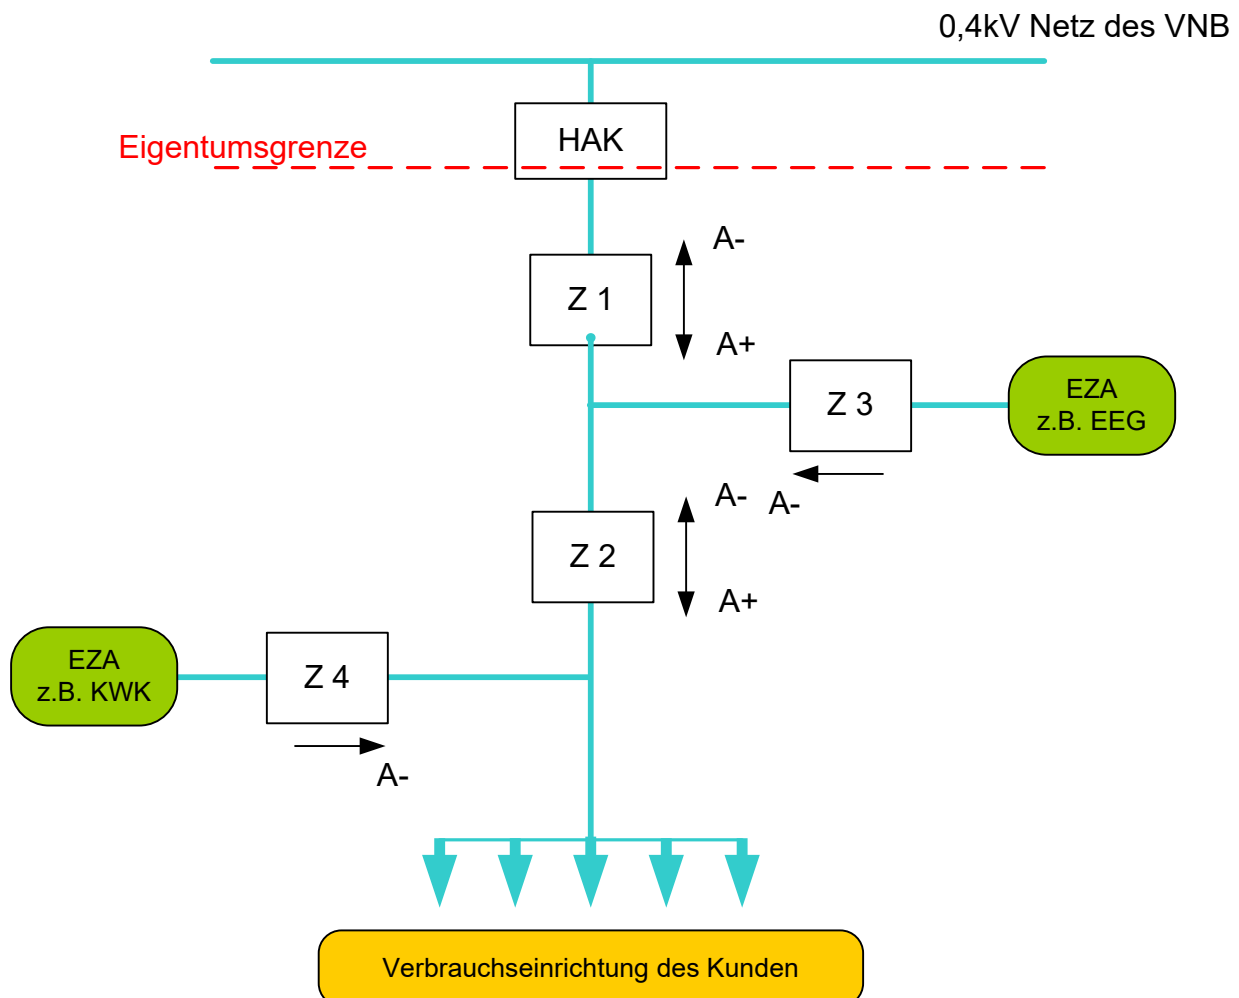 0,4kV Netz des VNB
HAK
Eigentumsgrenze
A-
Z 1
A+
Z 3
EZA
z.B. EEG
A-
A-
Z 2
A+
EZA
z.B. KWK
Z 4
A-
Verbrauchseinrichtung des Kunden